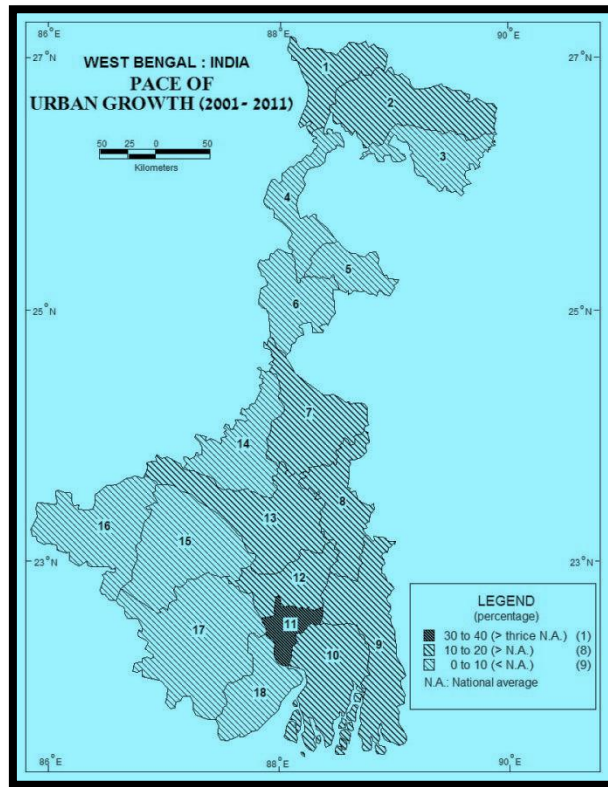 86°E 88°E 90°E
27°N 27°N
WEST BENGAL : INDIA
PACE OF
URBAN GROWTH (2001- 2011)
50 25 0 50
Kilometers
1
2
3
4
5
6
25°N 25°N
7
14
8
13
16
15
23°N 23°N
12
11
17
10
9
18
LEGEND
(percentage)
30 to 40 (> thrice N.A.) (1)
10 to 20 (> N.A.) (8)
0 to 10 (< N.A.) (9)
N.A.: National average
86°E 88°E 90°E